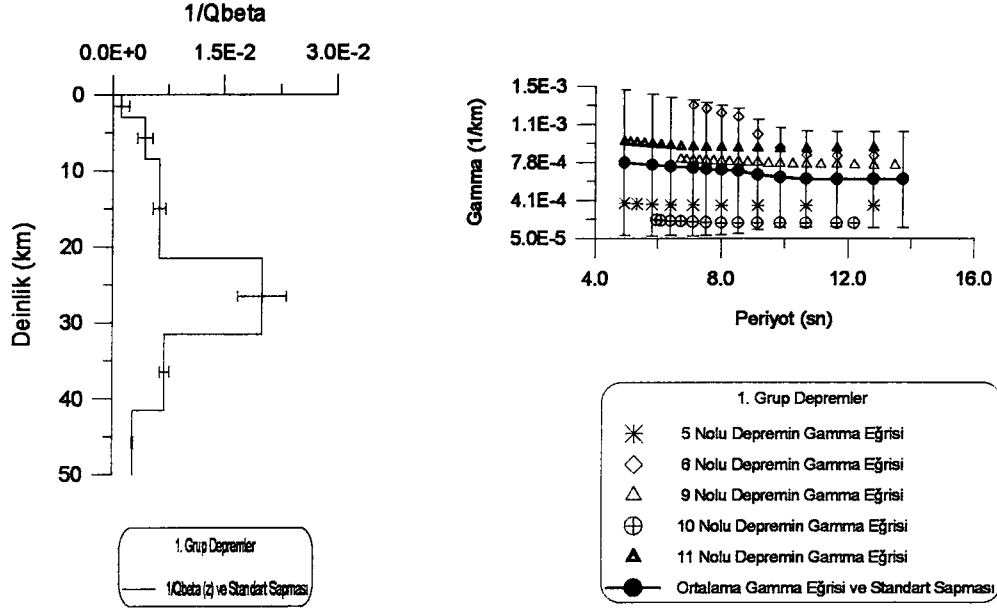 1/Qbeta
0.0E+0 1.5E-2 3.0E-2
0
10
20
30
40
50
Deinlik (km)
1. Grup Depremler
1/Qbeta (z) ve Standart Sapması
1.5E-3
1.1E-3
7.8E-4
4.1E-4
5.0E-5
Gamma (1/km)
4.0 8.0 12.0 16.0
Periyot (sn)
1. Grup Depremler
5 Nolu Depremin Gamma Eğrisi
6 Nolu Depremin Gamma Eğrisi
9 Nolu Depremin Gamma Eğrisi
10 Nolu Depremin Gamma Eğrisi
11 Nolu Depremin Gamma Eğrisi
Ortalama Gamma Eğrisi ve Standart Sapması